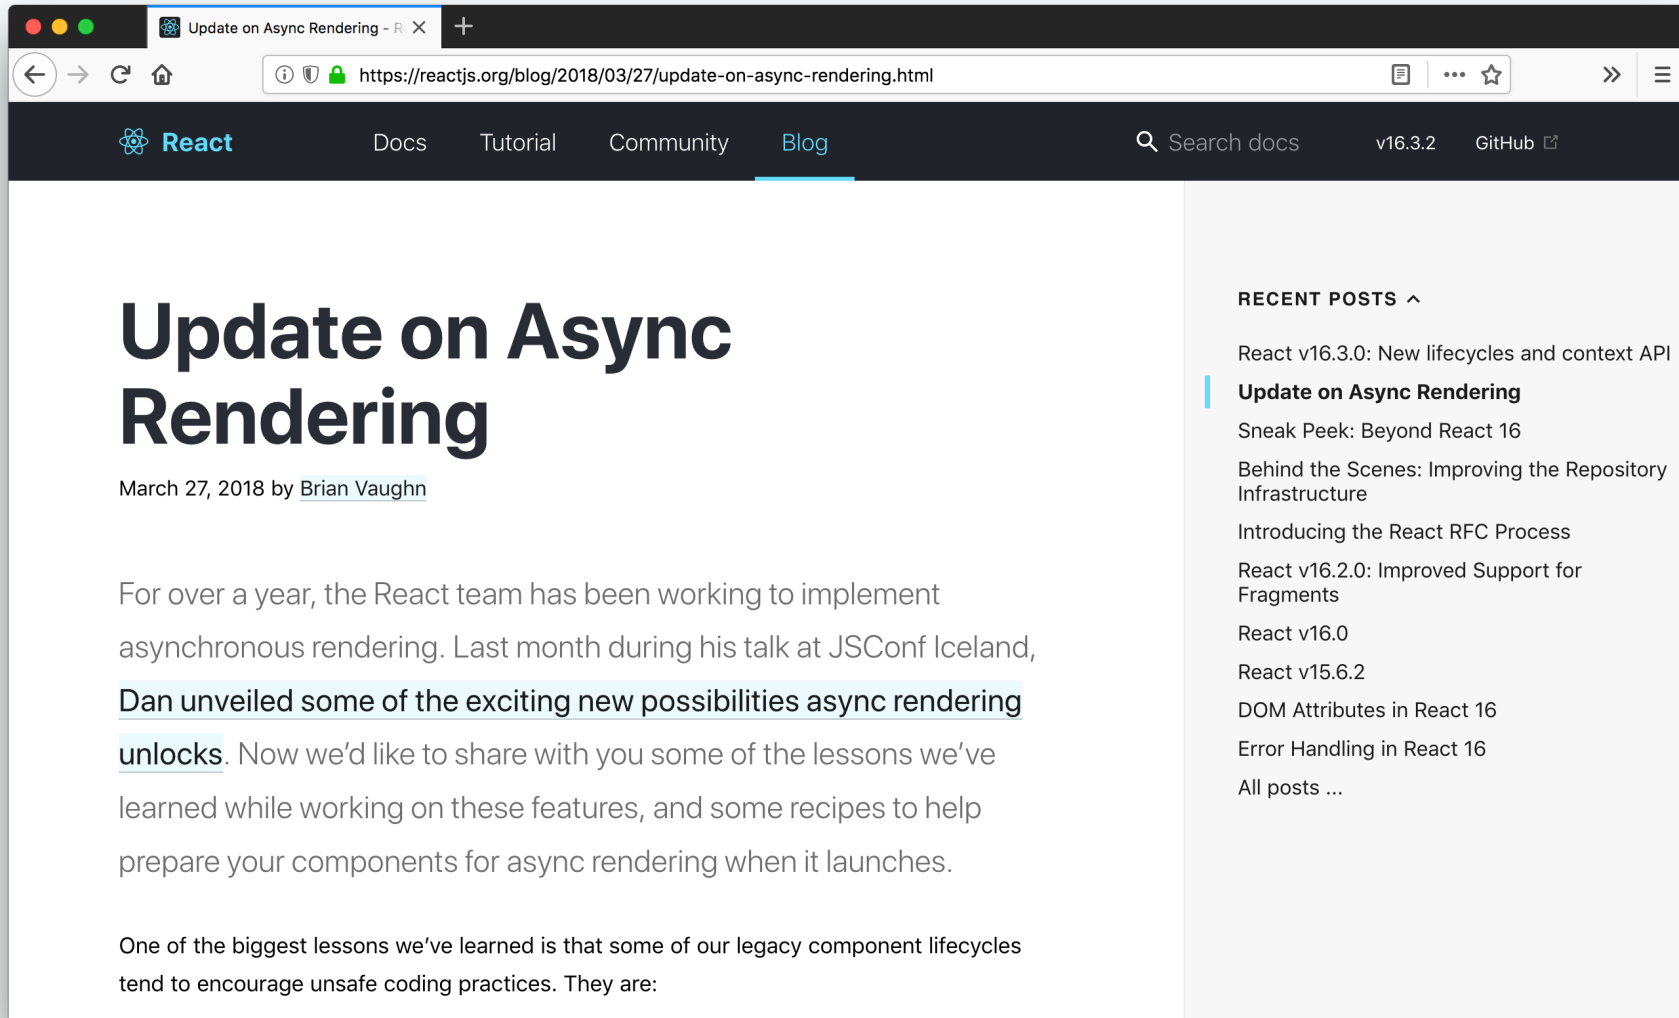 Update on Async Rendering - R
https://reactjs.org/blog/2018/03/27/update-on-async-rendering.html
React
Docs
Tutorial
Community
Blog
Search docs
v16.3.2
GitHub
Update on Async
Rendering
March 27, 2018 by Brian Vaughn
For over a year, the React team has been working to implement
asynchronous rendering. Last month during his talk at JSConf Iceland,
Dan unveiled some of the exciting new possibilities async rendering
unlocks. Now we’d like to share with you some of the lessons we’ve
learned while working on these features, and some recipes to help
prepare your components for async rendering when it launches.
One of the biggest lessons we’ve learned is that some of our legacy component lifecycles
tend to encourage unsafe coding practices. They are:
RECENT POSTS
React v16.3.0: New lifecycles and context API
Update on Async Rendering
Sneak Peek: Beyond React 16
Behind the Scenes: Improving the Repository
Infrastructure
Introducing the React RFC Process
React v16.2.0: Improved Support for
Fragments
React v16.0
React v15.6.2
DOM Attributes in React 16
Error Handling in React 16
All posts ...